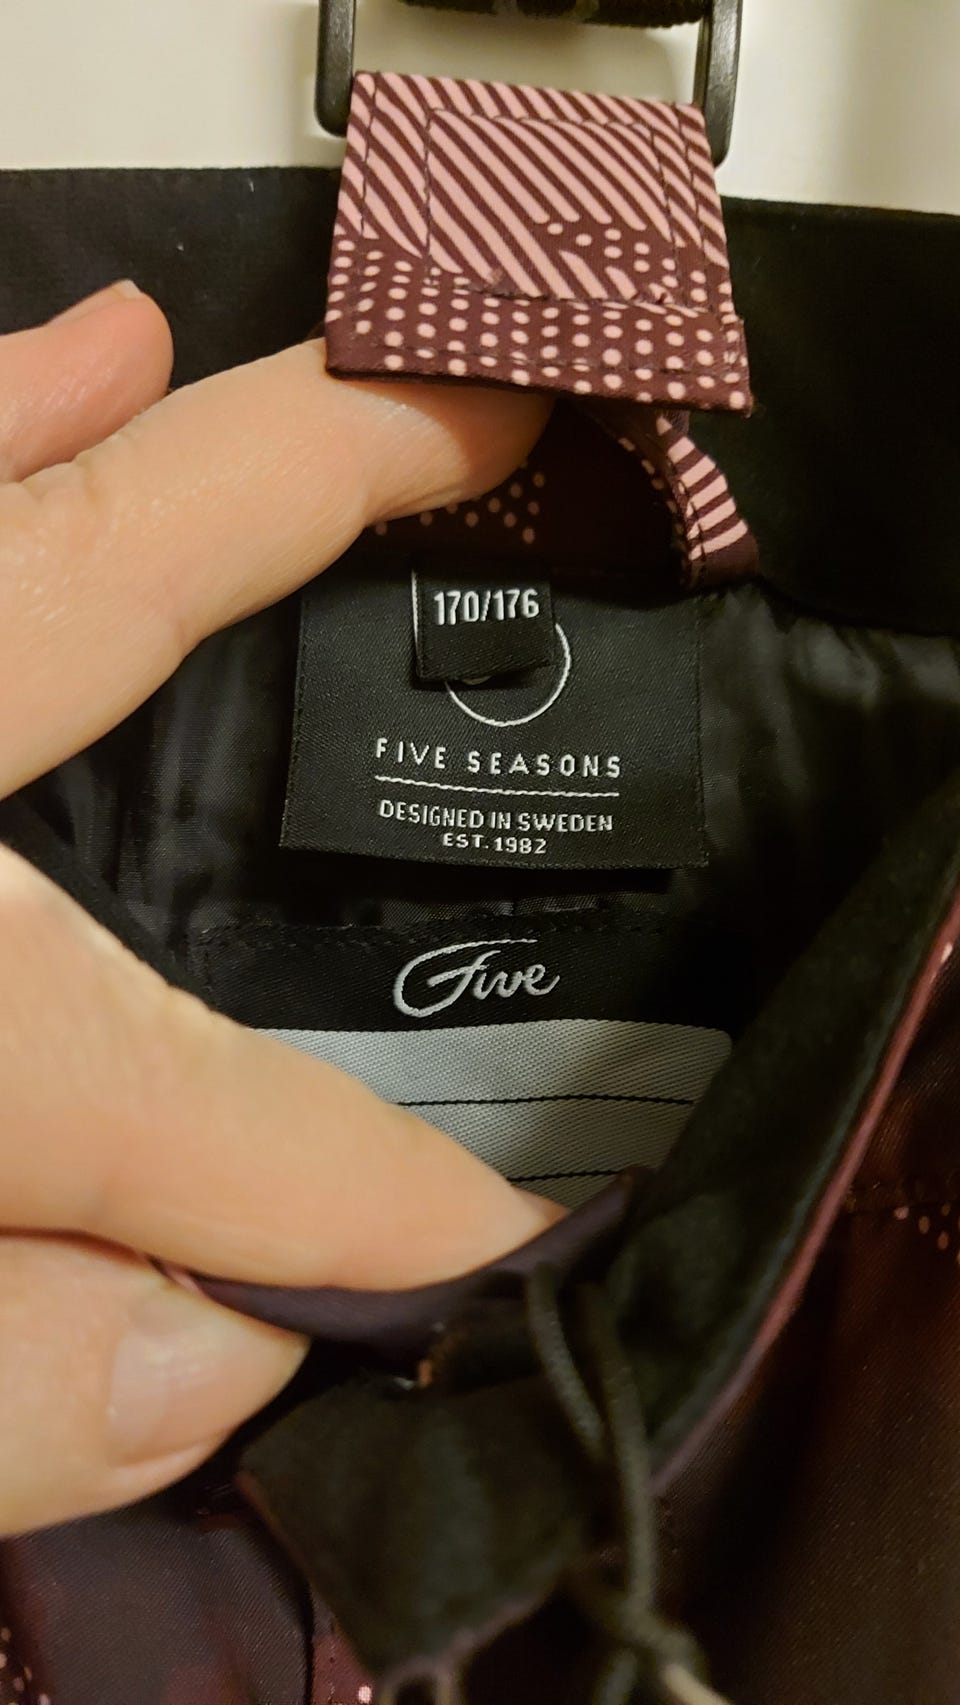 170/176
FIVE SEASONS
DESIGNED IN SWEDEN
EST. 1982
Five